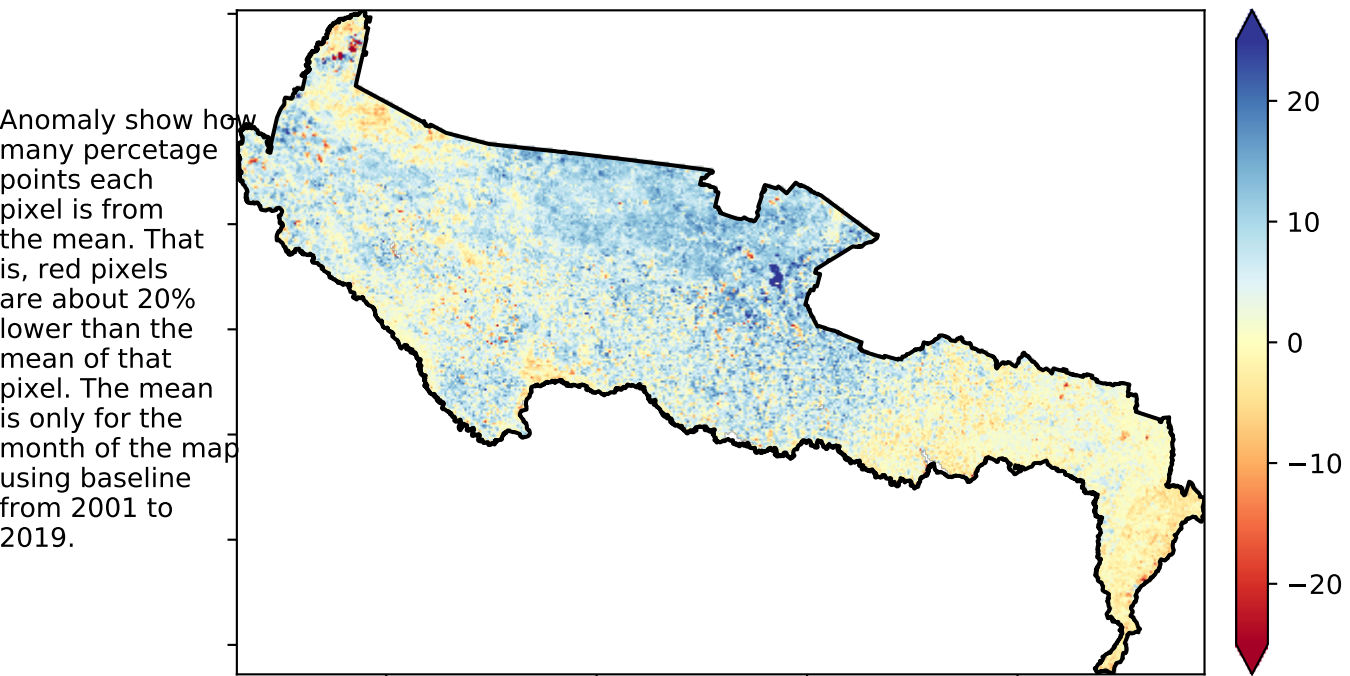 Anomaly show how
many percetage
points each
pixel is from
the mean. That
is, red pixels
are about 20%
lower than the
mean of that
pixel. The mean
is only for the
month of the map
using baseline
from 2001 to
2019.
20
10
0
−10
−20